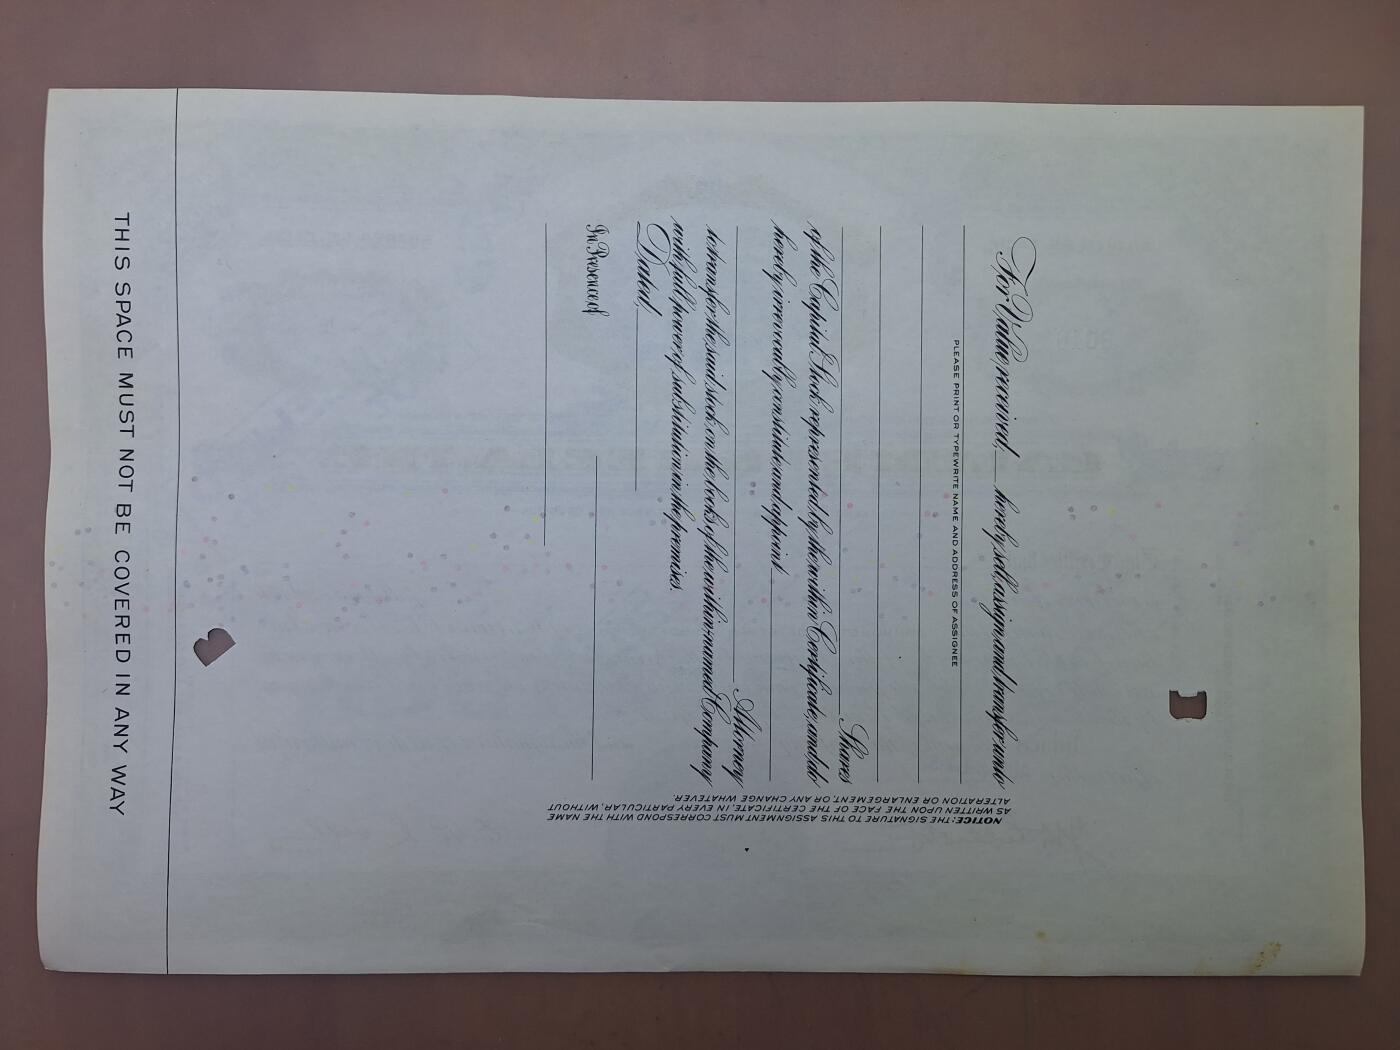 For Value received, hereby sell, assign, and transfer unto
PLEASE PRINT OR TYPEWRITE NAME AND ADDRESS OF ASSIGNEE
Shares
of the Capital Stock represented by the within Certificate, and do
hereby irrevocably constitute and appoint
Attorney
to transfer the said stock on the books of the within-named Company
with full power of substitution in the premises.
Dated,
In Presence of
NOTICE: THE SIGNATURE TO THIS ASSIGNMENT MUST CORRESPOND WITH THE NAME
AS WRITTEN UPON THE FACE OF THE CERTIFICATE, IN EVERY PARTICULAR, WITHOUT
ALTERATION OR ENLARGEMENT, OR ANY CHANGE WHATEVER.
THIS SPACE MUST NOT BE COVERED IN ANY WAY